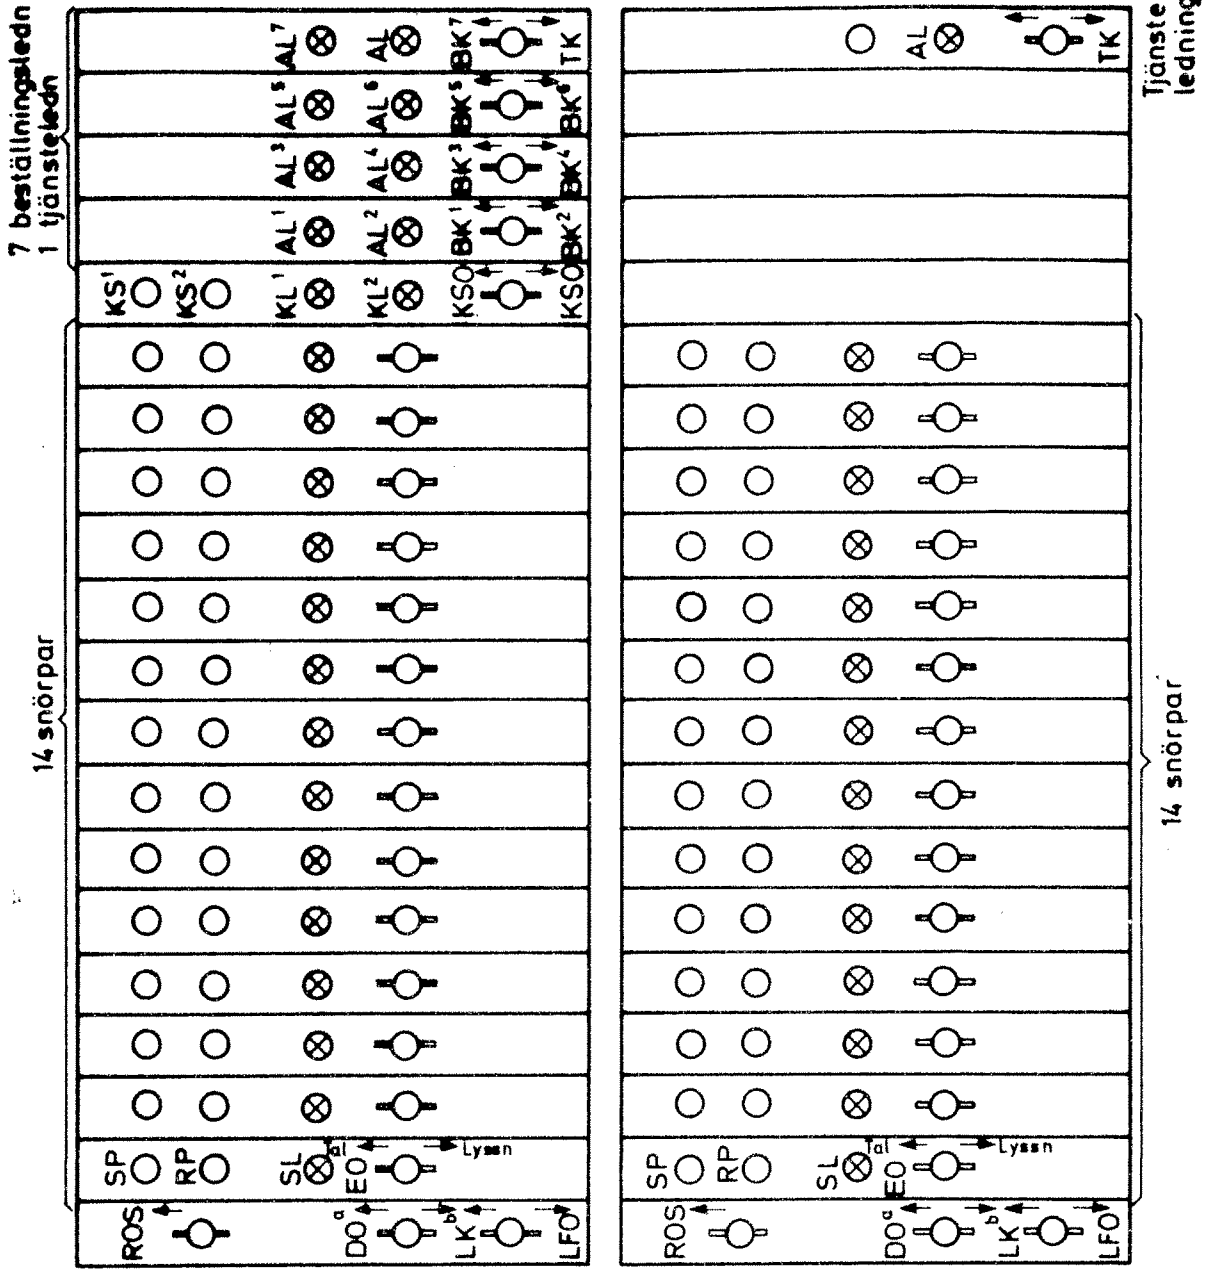 7 beställningsledn
1 tjänsteledn
14 snörpar
AL⁷
AL
BK⁷
TK
AL⁵
AL⁶
BK⁵
BK⁶
AL³
AL⁴
BK³
BK⁴
AL¹
AL²
BK¹
BK²
KS¹
KS²
KL¹
KL²
KSO
KSO
SP
RP
SL
Tal
EO
Lyssn
ROS
DOᵃ
LKᵇ
LFO
AL
TK
Tjänste
ledning
SP
RP
SL
Tal
EO
Lyssn
ROS
DOᵃ
LKᵇ
LFO
14 snörpar